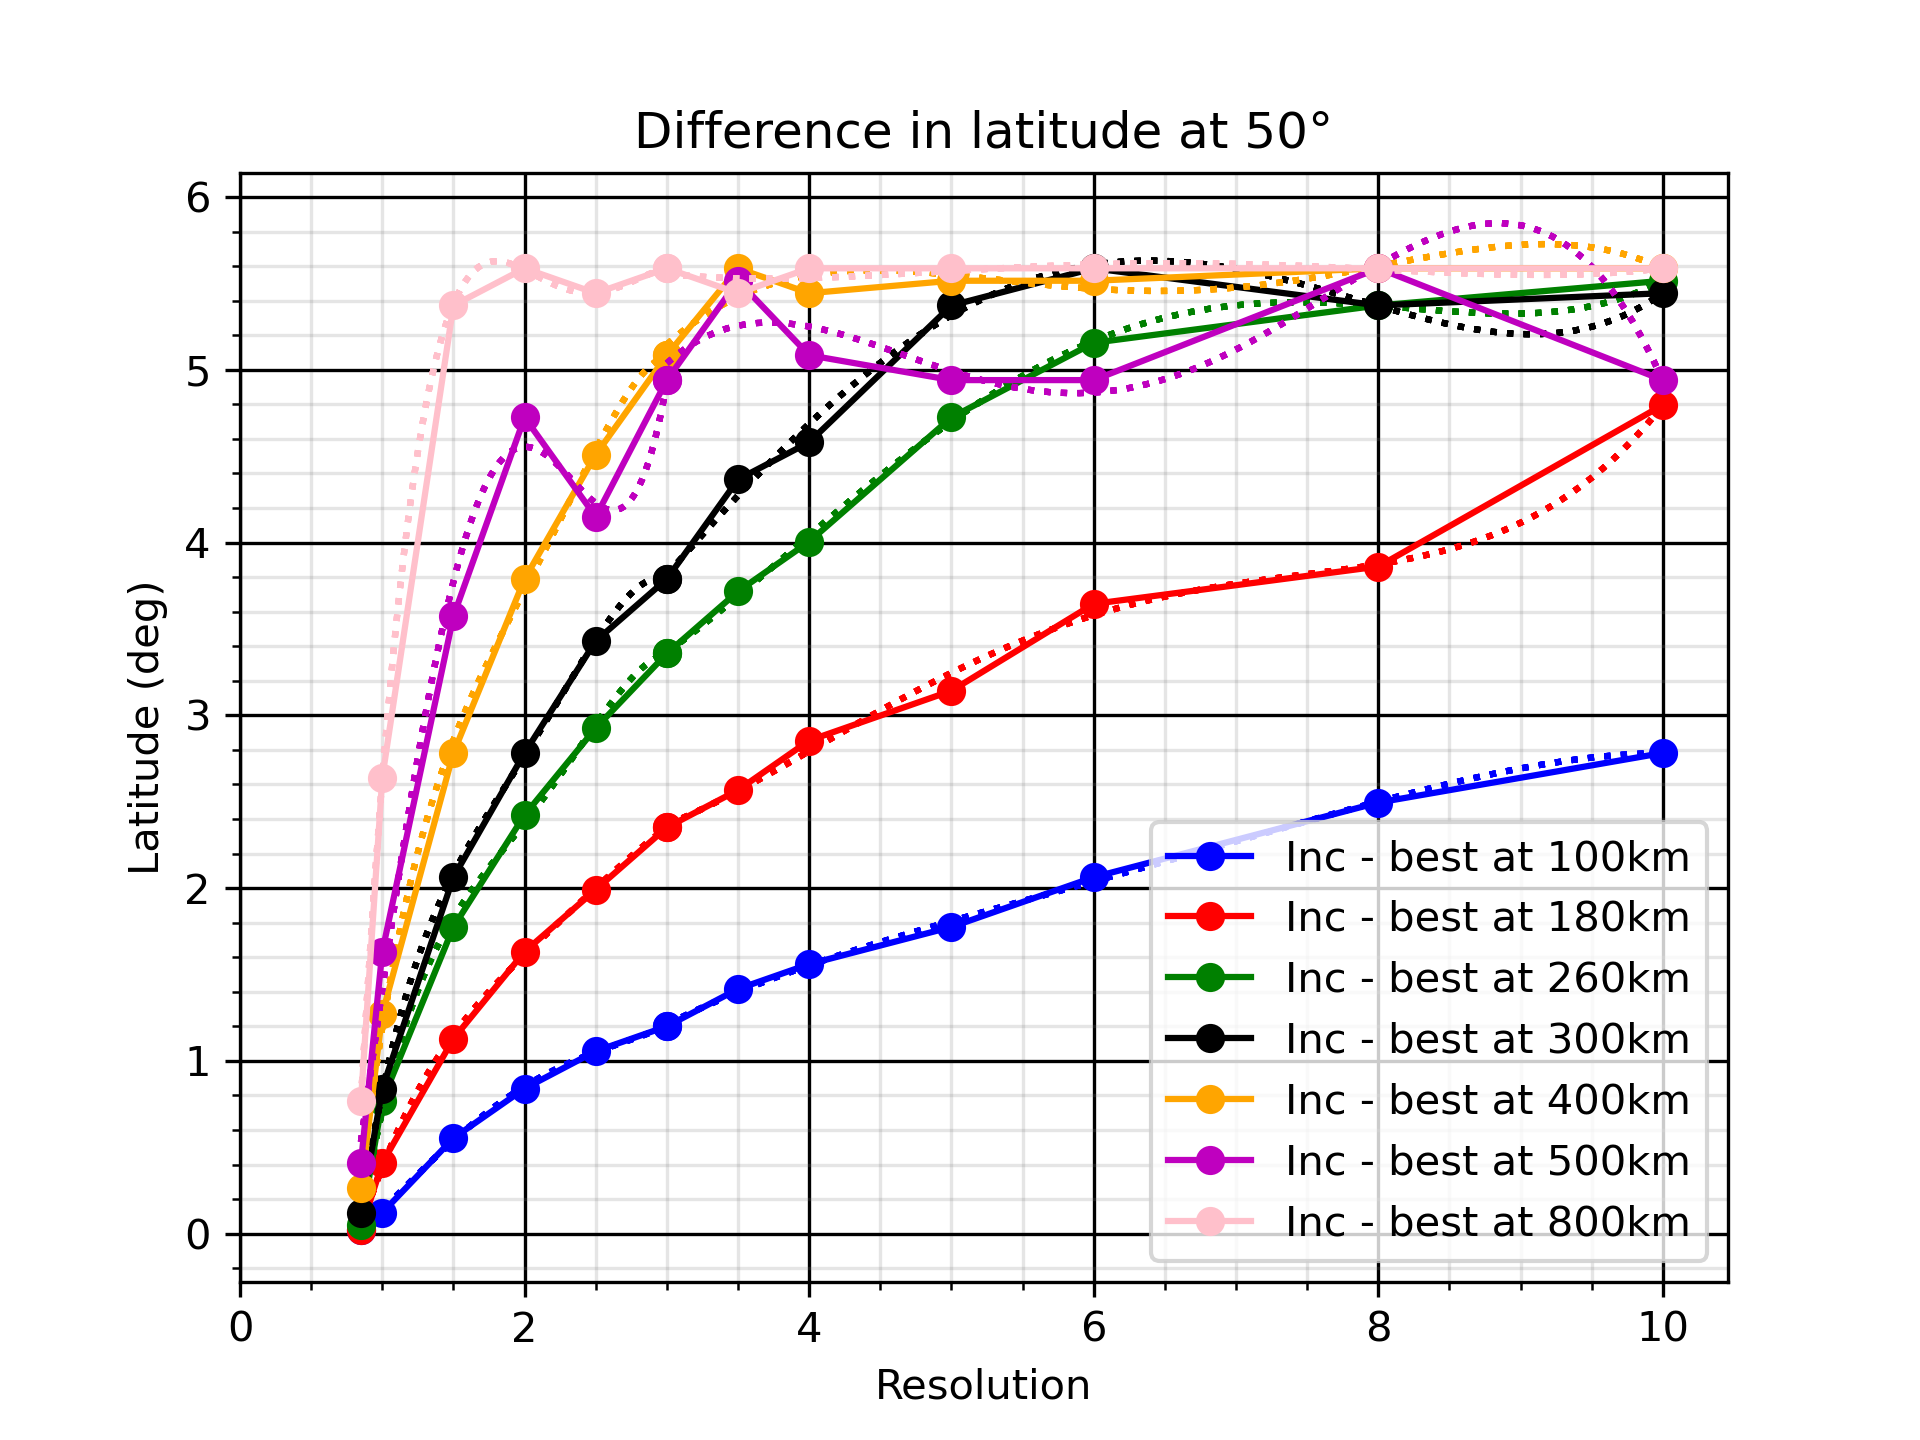 Difference in latitude at 50°
Latitude (deg)
6
5
4
3
2
1
0
0 2 4 6 8 10
Resolution
Inc - best at 100km
Inc - best at 180km
Inc - best at 260km
Inc - best at 300km
Inc - best at 400km
Inc - best at 500km
Inc - best at 800km